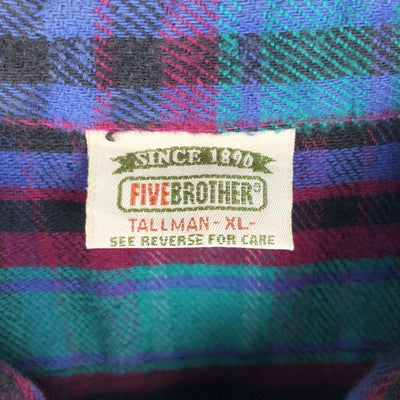 SINCE 1890
FIVEBROTHER®
TALLMAN-XL-
SEE REVERSE FOR CARE